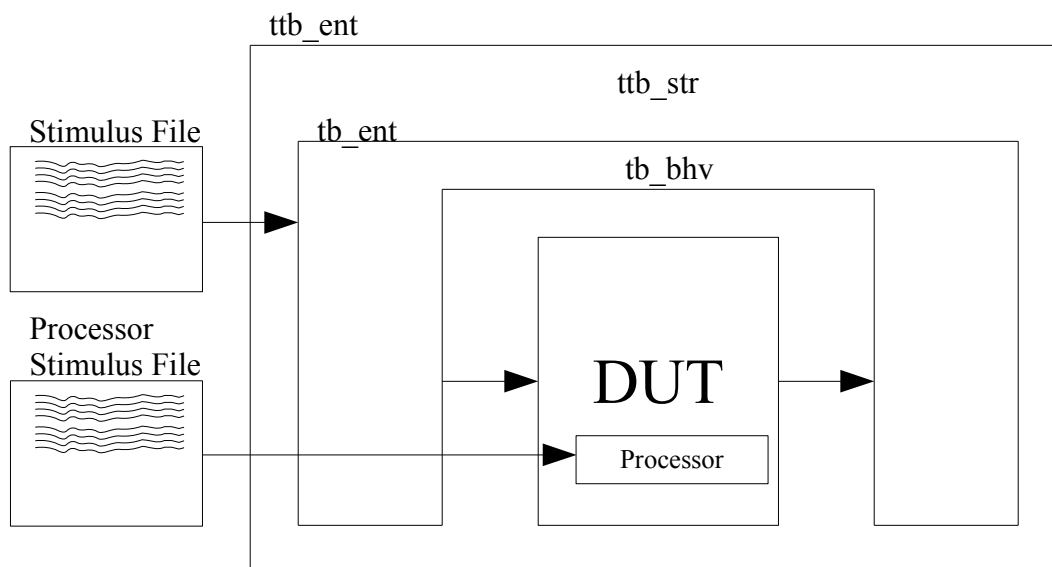 ttb_ent
ttb_str
Stimulus File
tb_ent
tb_bhv
Processor
Stimulus File
DUT
Processor